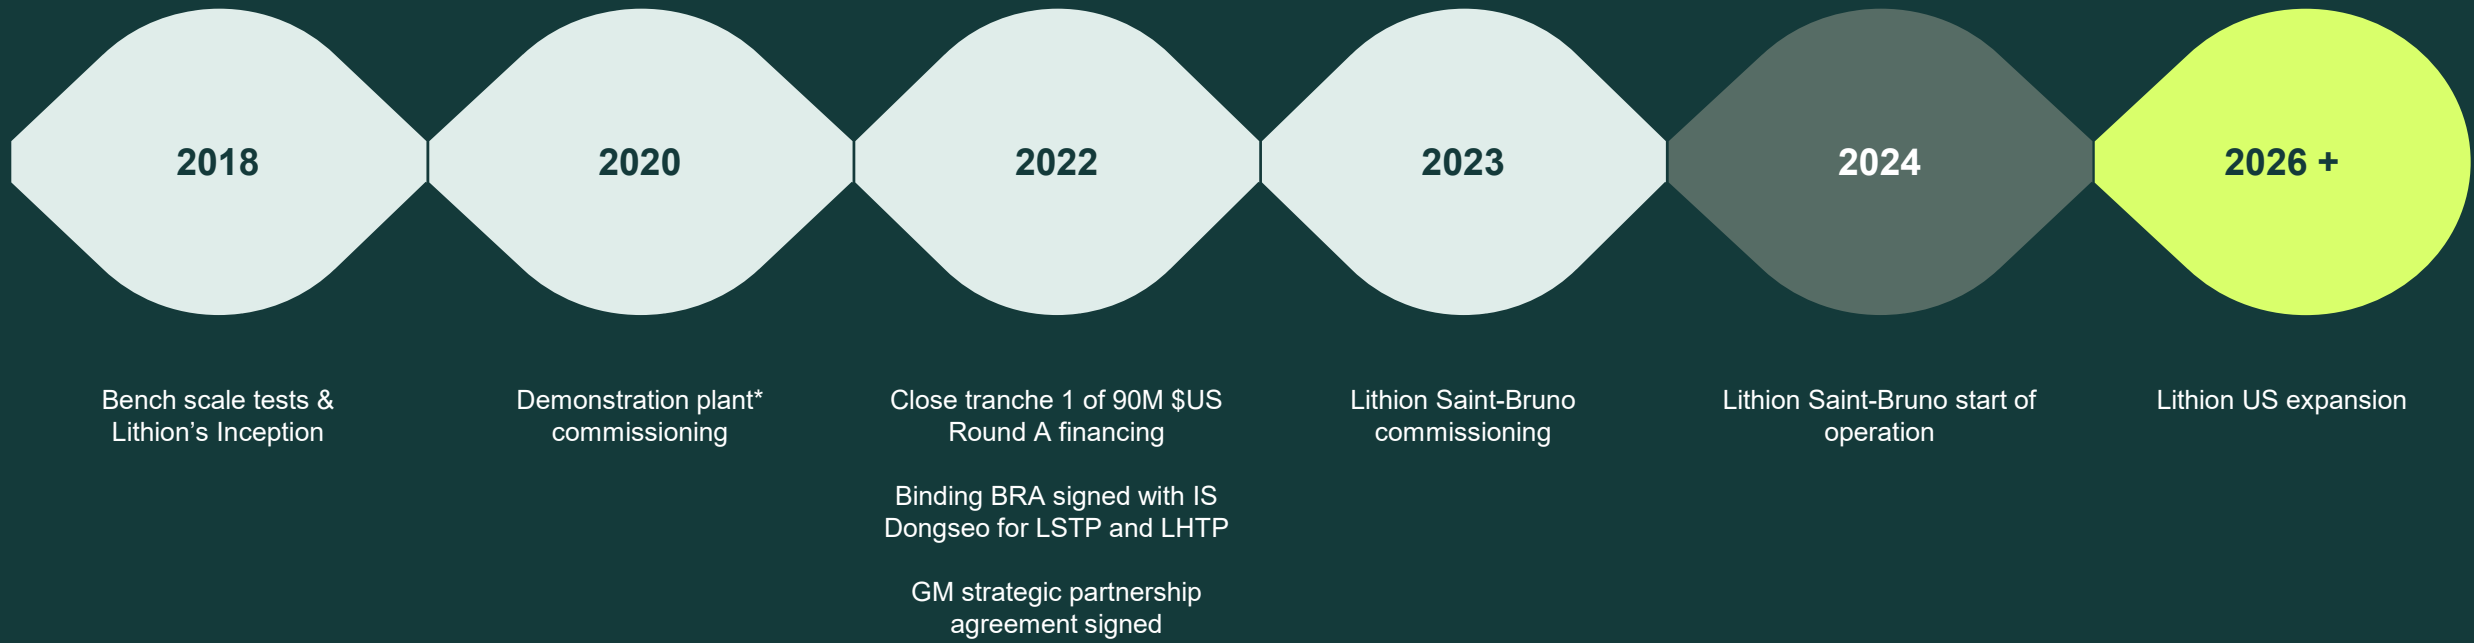 2018
2020
2022
2023
2024
2026 +
Bench scale tests &
Lithion’s Inception
Demonstration plant*
commissioning
Close tranche 1 of 90M $US
Round A financing
Binding BRA signed with IS
Dongseo for LSTP and LHTP
GM strategic partnership
agreement signed
Lithion Saint-Bruno
commissioning
Lithion Saint-Bruno start of
operation
Lithion US expansion